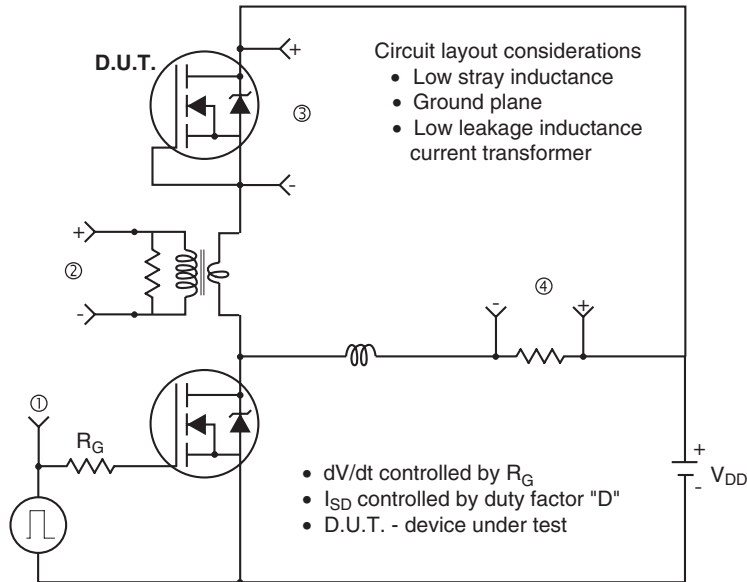 +
D.U.T.
Circuit layout considerations
• Low stray inductance
③
• Ground plane
• Low leakage inductance
current transformer
-
+
②
-
④
-
+
①
R_G
+
V_DD
-
• dV/dt controlled by R_G
• I_SD controlled by duty factor "D"
• D.U.T. - device under test